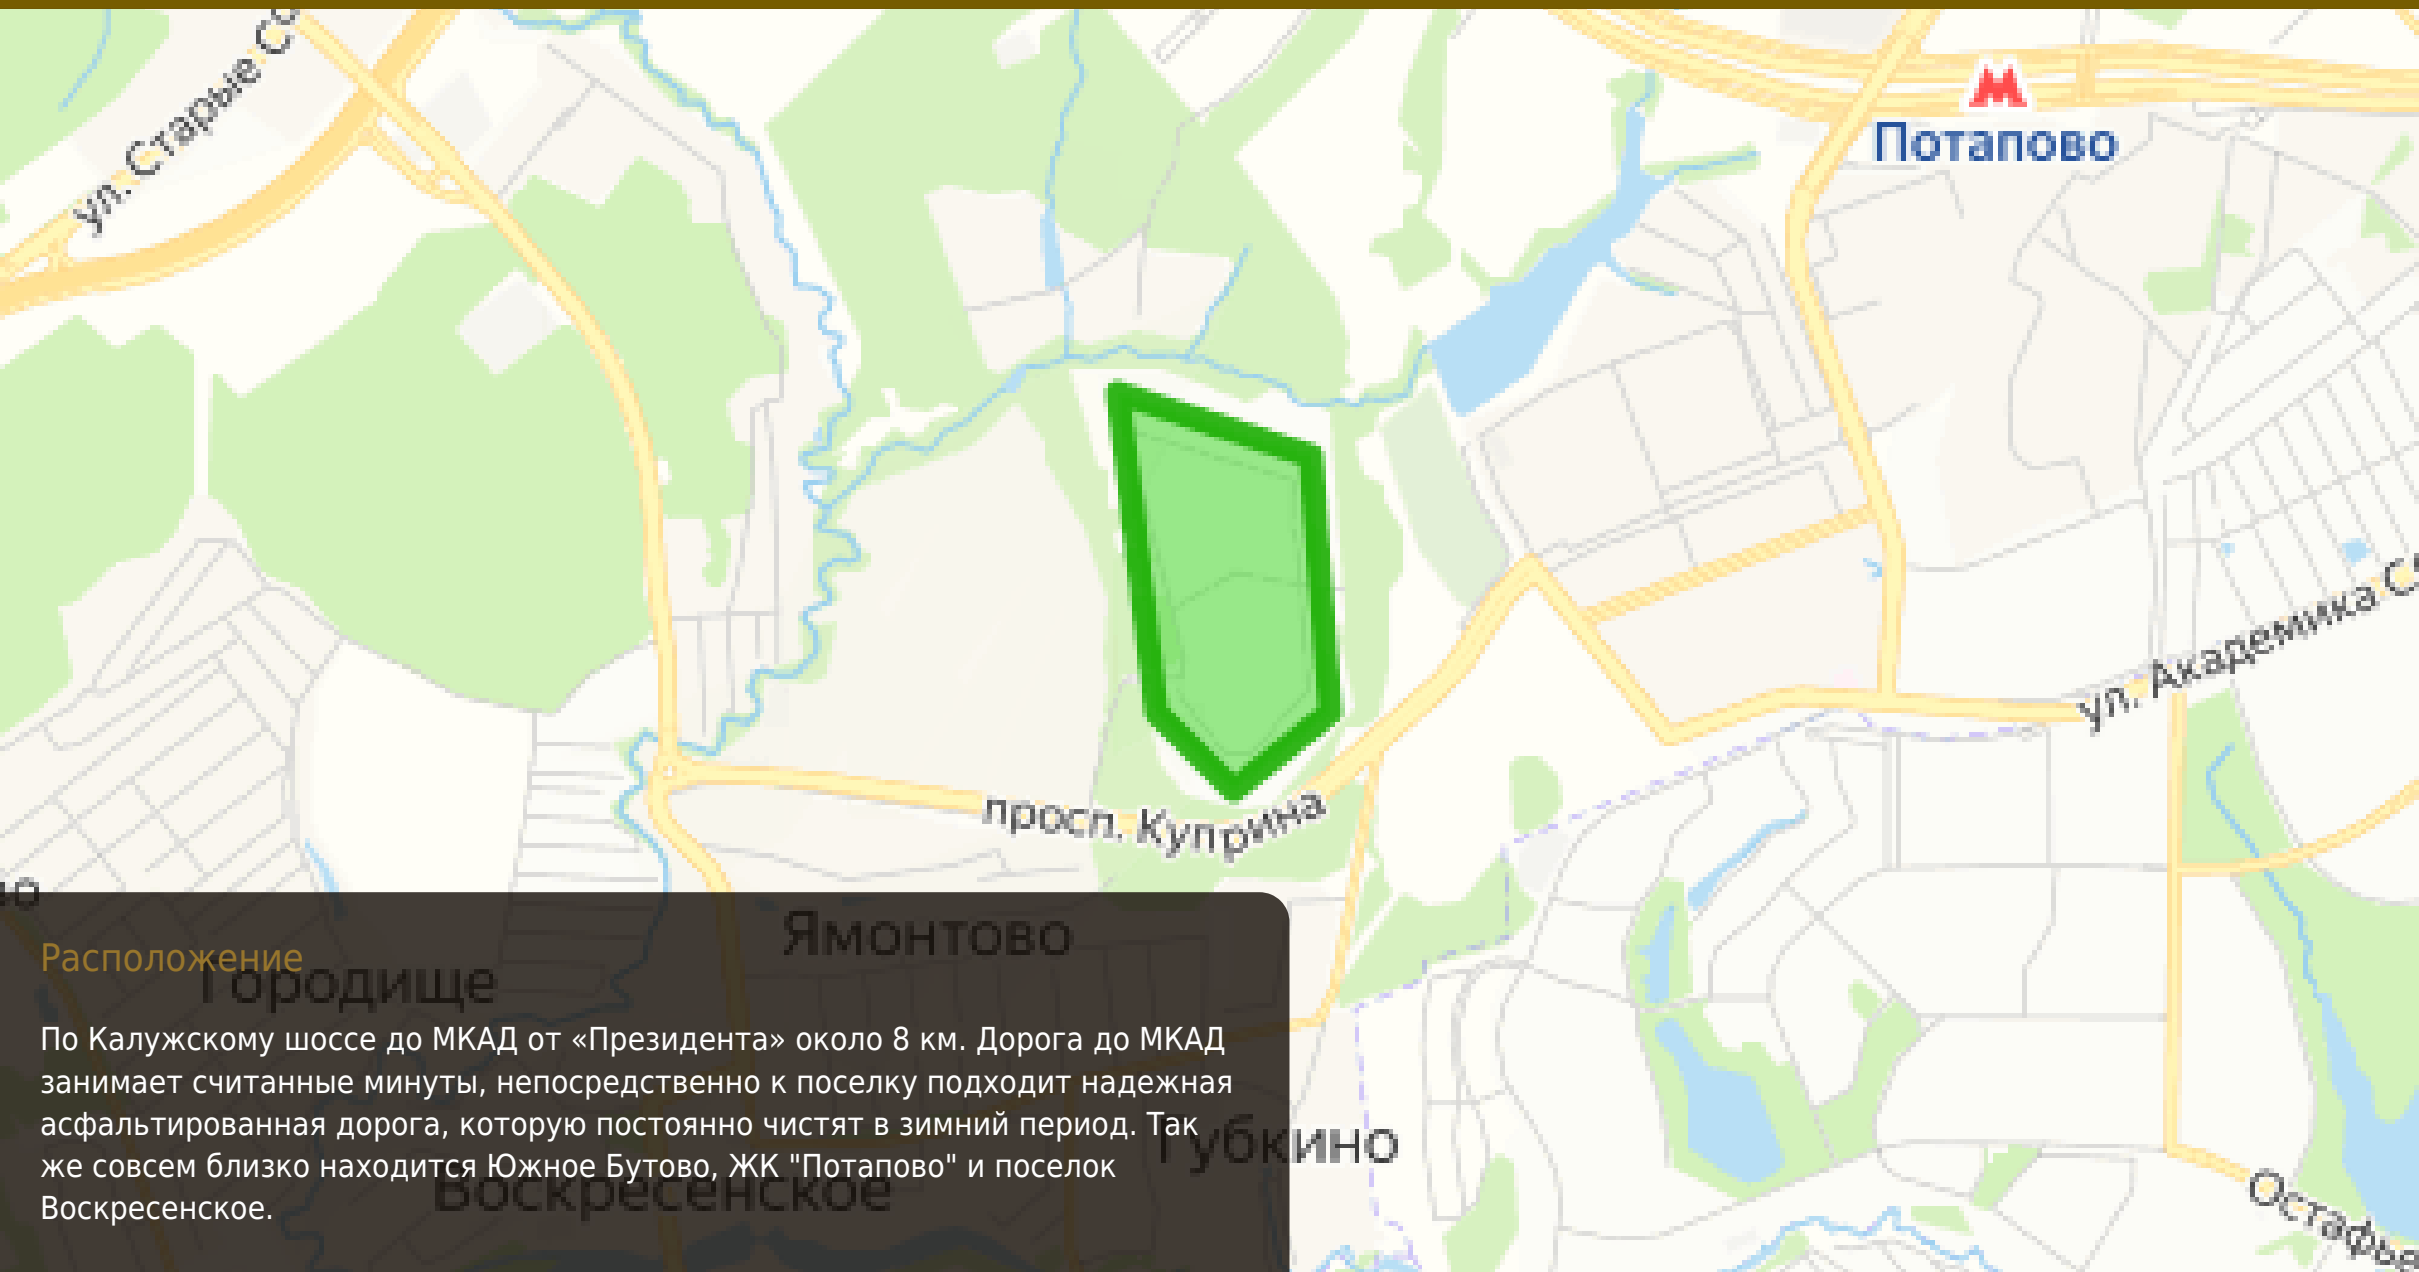 ул. Старые
Потапово
ул. Академика
просп. Куприна
Ямонтово
Расположение
Городище
По Калужскому шоссе до МКАД от «Президента» около 8 км. Дорога до МКАД
занимает считанные минуты, непосредственно к поселку подходит надежная
асфальтированная дорога, которую постоянно чистят в зимний период. Так
же совсем близко находится Южное Бутово, ЖК "Потапово" и поселок
Воскресенское.
Губкино
Воскресенское
Остафье